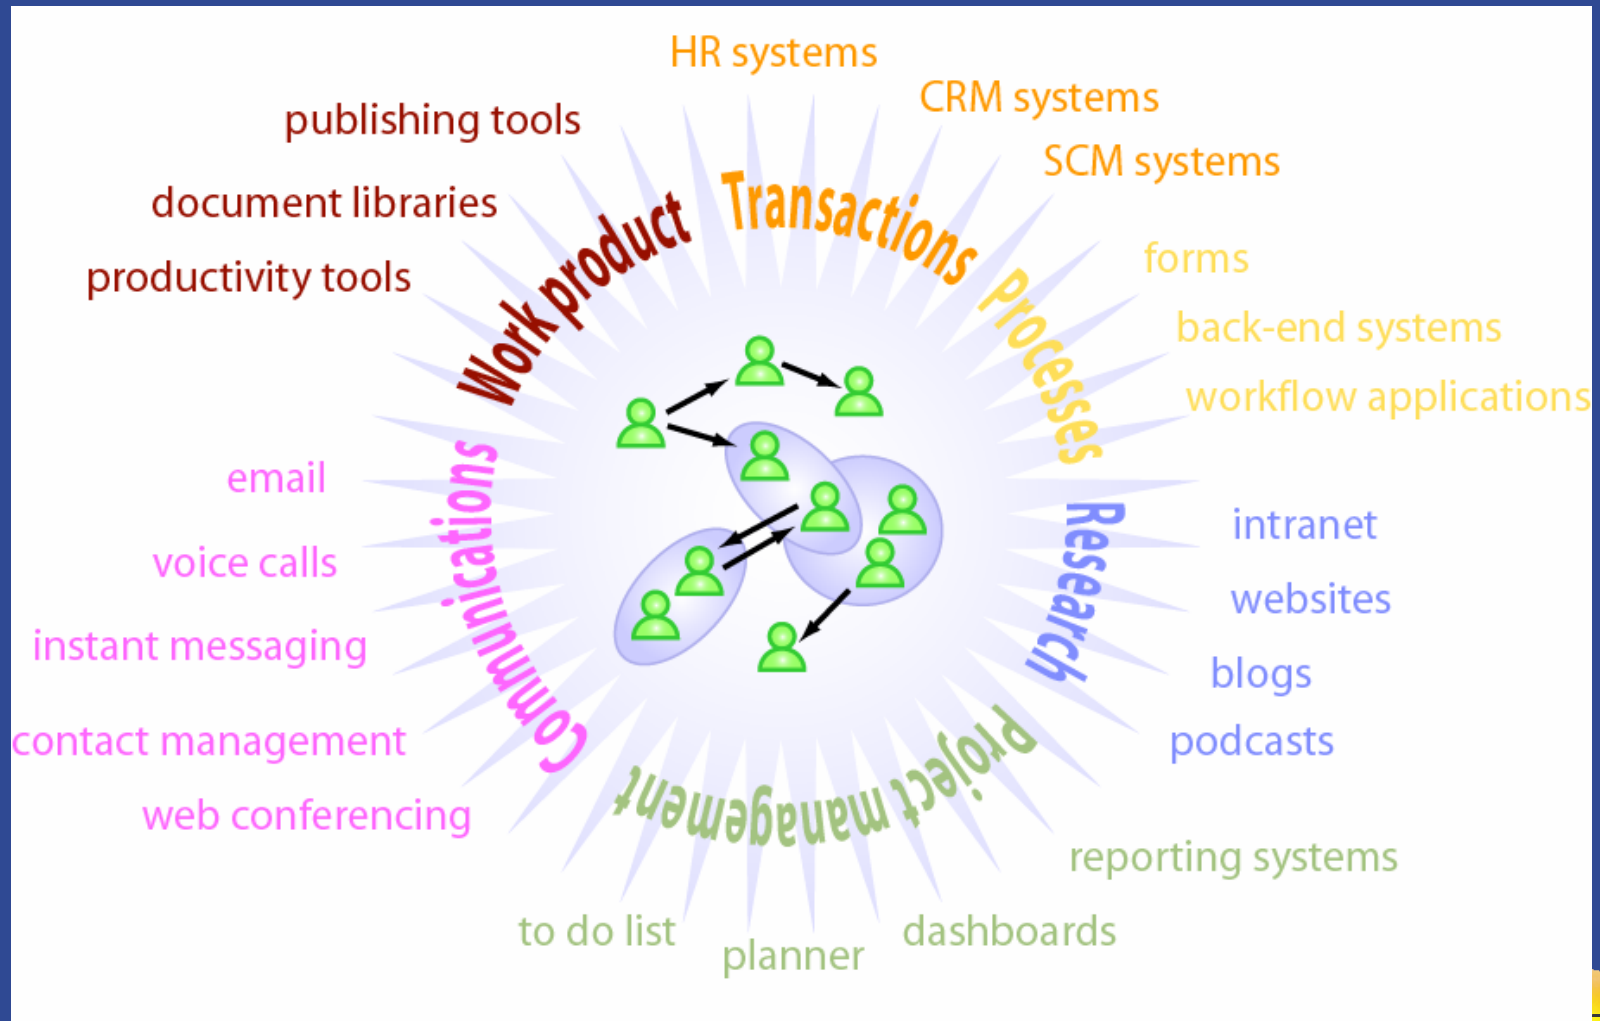 HR systems
CRM systems
SCM systems
Transactions
forms
back-end systems
workflow applications
Processes
intranet
websites
blogs
podcasts
Research
reporting systems
dashboards
planner
to do list
Project management
web conferencing
contact management
instant messaging
voice calls
email
Communications
productivity tools
document libraries
publishing tools
Work product